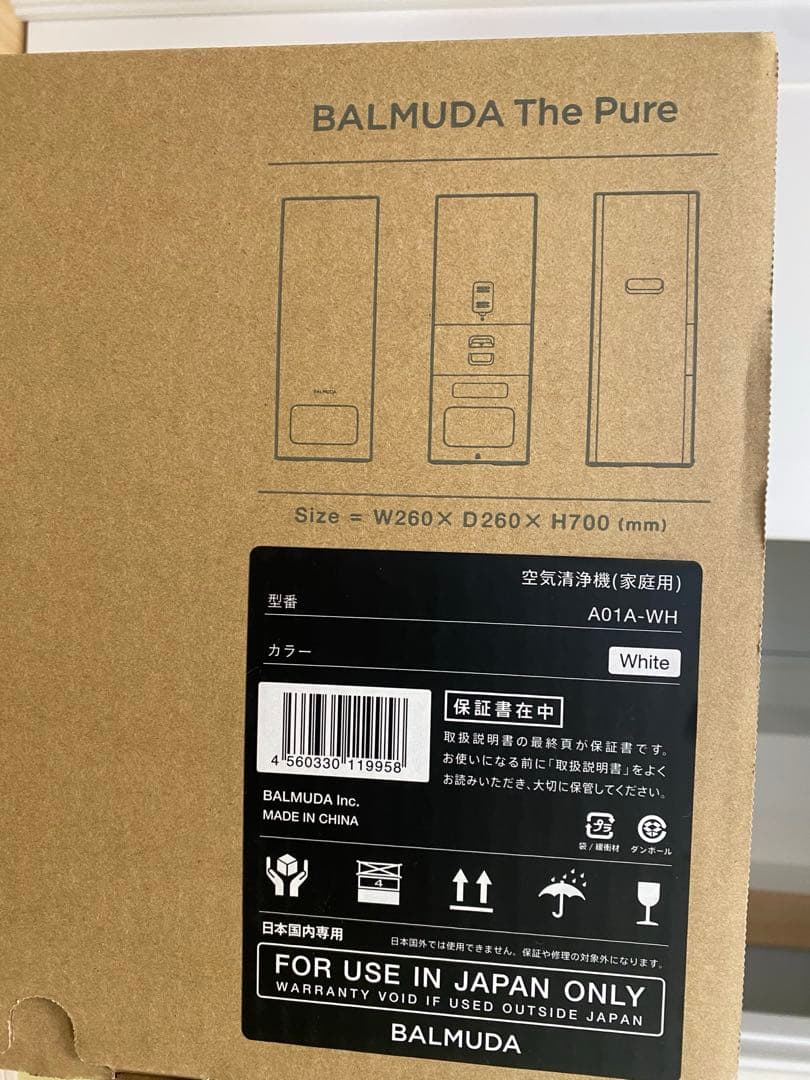 BALMUDA The Pure
BALMUDA
Size = W260× D260× H700 (mm)
空気清浄機(家庭用)
型番
A01A-WH
カラー
White
4 560330 119958
保証書在中
取扱説明書の最終頁が保証書です。
お使いになる前に「取扱説明書」をよく
お読みいただき、大切に保管してください。
BALMUDA Inc.
MADE IN CHINA
プラ
袋 / 緩衝材
ダンボール
4
日本国内専用
日本国外では使用できません。保証や修理の対象外になります。
FOR USE IN JAPAN ONLY
WARRANTY VOID IF USED OUTSIDE JAPAN
BALMUDA